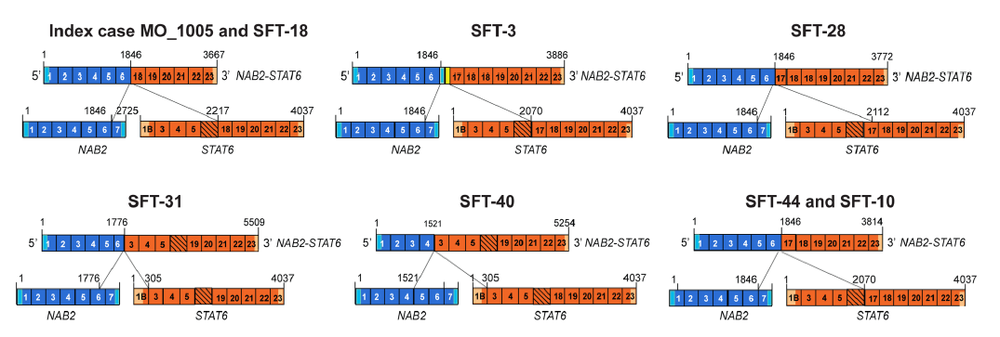 Index case MO_1005 and SFT-18
SFT-3
SFT-28
1 1846 3667
5' 1 2 3 4 5 6 18 19 20 21 22 23 3' NAB2-STAT6
1 1846 2725 2217 4037
1 2 3 4 5 6 7 1B 3 4 5 18 19 20 21 22 23
NAB2 STAT6
1 1846 3886
5' 1 2 3 4 5 6 17 18 19 20 21 22 23 3' NAB2-STAT6
1 1846 1 2070 4037
1 2 3 4 5 6 7 1B 3 4 5 17 18 19 20 21 22 23
NAB2 STAT6
1 1846 3772
5' 1 2 3 4 5 6 17 18 19 20 21 22 23 3' NAB2-STAT6
1 1846 1 2112 4037
1 2 3 4 5 6 7 1B 3 4 5 17 18 19 20 21 22 23
NAB2 STAT6
SFT-31
SFT-40
SFT-44 and SFT-10
1 1776 5509
5' 1 2 3 4 5 6 3 4 5 19 20 21 22 23 3' NAB2-STAT6
1 1776 1 305 4037
1 2 3 4 5 6 7 1B 3 4 5 19 20 21 22 23
NAB2 STAT6
1 1521 5254
5' 1 2 3 4 3 4 5 19 20 21 22 23 3' NAB2-STAT6
1 1521 1 305 4037
1 2 3 4 5 6 7 1B 3 4 5 18 19 20 21 22 23
NAB2 STAT6
1 1846 3814
5' 1 2 3 4 5 6 17 18 19 20 21 22 23 3' NAB2-STAT6
1 1846 1 2070 4037
1 2 3 4 5 6 7 1B 3 4 5 17 18 19 20 21 22 23
NAB2 STAT6